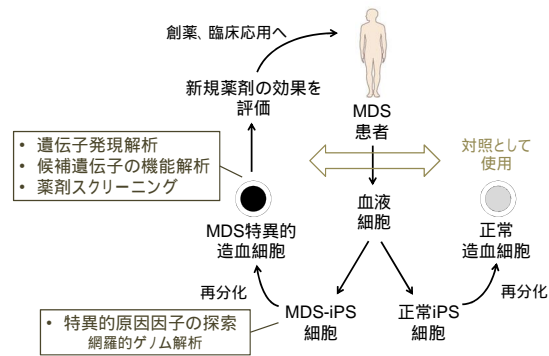 創薬、臨床応用へ
新規薬剤の効果を
評価
MDS
患者
• 遺伝子発現解析
• 候補遺伝子の機能解析
• 薬剤スクリーニング
対照として
使用
MDS特異的
造血細胞
血液
細胞
正常
造血細胞
再分化
再分化
MDS-iPS
細胞
正常iPS
細胞
• 特異的原因因子の探索
網羅的ゲノム解析